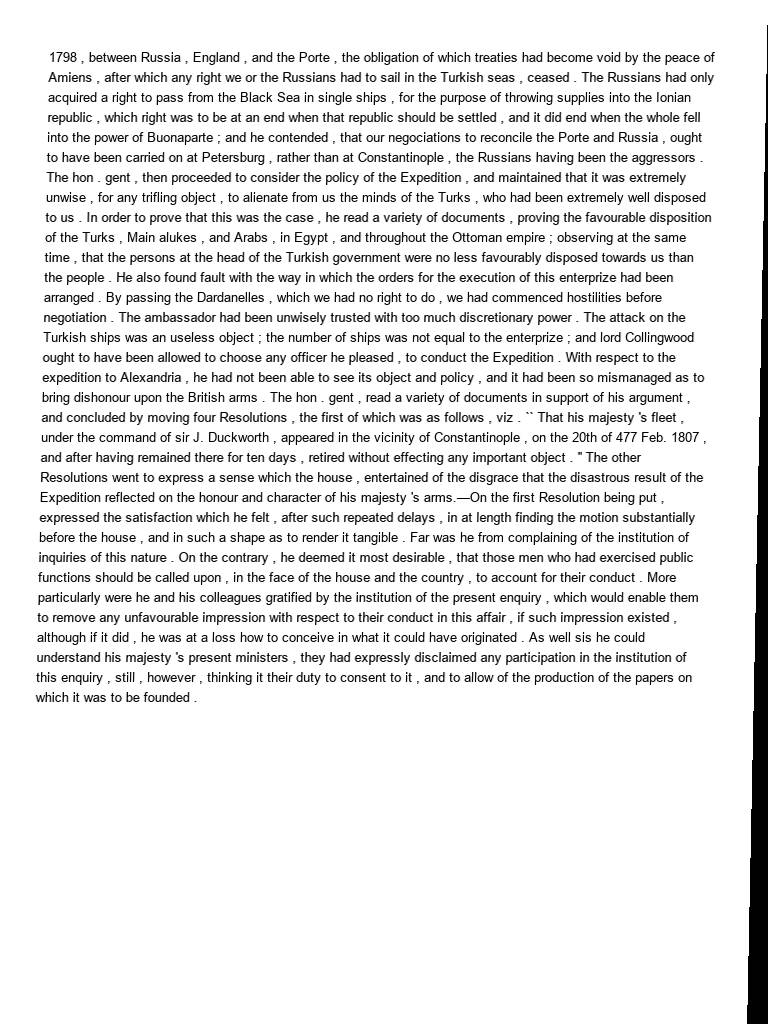 1798 , between Russia , England , and the Porte , the obligation of which treaties had become void by the peace of
Amiens , after which any right we or the Russians had to sail in the Turkish seas , ceased . The Russians had only
acquired a right to pass from the Black Sea in single ships , for the purpose of throwing supplies into the Ionian
republic , which right was to be at an end when that republic should be settled , and it did end when the whole fell
into the power of Buonaparte ; and he contended , that our negociations to reconcile the Porte and Russia , ought
to have been carried on at Petersburg , rather than at Constantinople , the Russians having been the aggressors .
The hon . gent , then proceeded to consider the policy of the Expedition , and maintained that it was extremely
unwise , for any trifling object , to alienate from us the minds of the Turks , who had been extremely well disposed
to us . In order to prove that this was the case , he read a variety of documents , proving the favourable disposition
of the Turks , Main alukes , and Arabs , in Egypt , and throughout the Ottoman empire ; observing at the same
time , that the persons at the head of the Turkish government were no less favourably disposed towards us than
the people . He also found fault with the way in which the orders for the execution of this enterprize had been
arranged . By passing the Dardanelles , which we had no right to do , we had commenced hostilities before
negotiation . The ambassador had been unwisely trusted with too much discretionary power . The attack on the
Turkish ships was an useless object ; the number of ships was not equal to the enterprize ; and lord Collingwood
ought to have been allowed to choose any officer he pleased , to conduct the Expedition . With respect to the
expedition to Alexandria , he had not been able to see its object and policy , and it had been so mismanaged as to
bring dishonour upon the British arms . The hon . gent , read a variety of documents in support of his argument ,
and concluded by moving four Resolutions , the first of which was as follows , viz . `` That his majesty 's fleet ,
under the command of sir J. Duckworth , appeared in the vicinity of Constantinople , on the 20th of 477 Feb. 1807 ,
and after having remained there for ten days , retired without effecting any important object . " The other
Resolutions went to express a sense which the house , entertained of the disgrace that the disastrous result of the
Expedition reflected on the honour and character of his majesty 's arms.—On the first Resolution being put ,
expressed the satisfaction which he felt , after such repeated delays , in at length finding the motion substantially
before the house , and in such a shape as to render it tangible . Far was he from complaining of the institution of
inquiries of this nature . On the contrary , he deemed it most desirable , that those men who had exercised public
functions should be called upon , in the face of the house and the country , to account for their conduct . More
particularly were he and his colleagues gratified by the institution of the present enquiry , which would enable them
to remove any unfavourable impression with respect to their conduct in this affair , if such impression existed ,
although if it did , he was at a loss how to conceive in what it could have originated . As well sis he could
understand his majesty 's present ministers , they had expressly disclaimed any participation in the institution of
this enquiry , still , however , thinking it their duty to consent to it , and to allow of the production of the papers on
which it was to be founded .